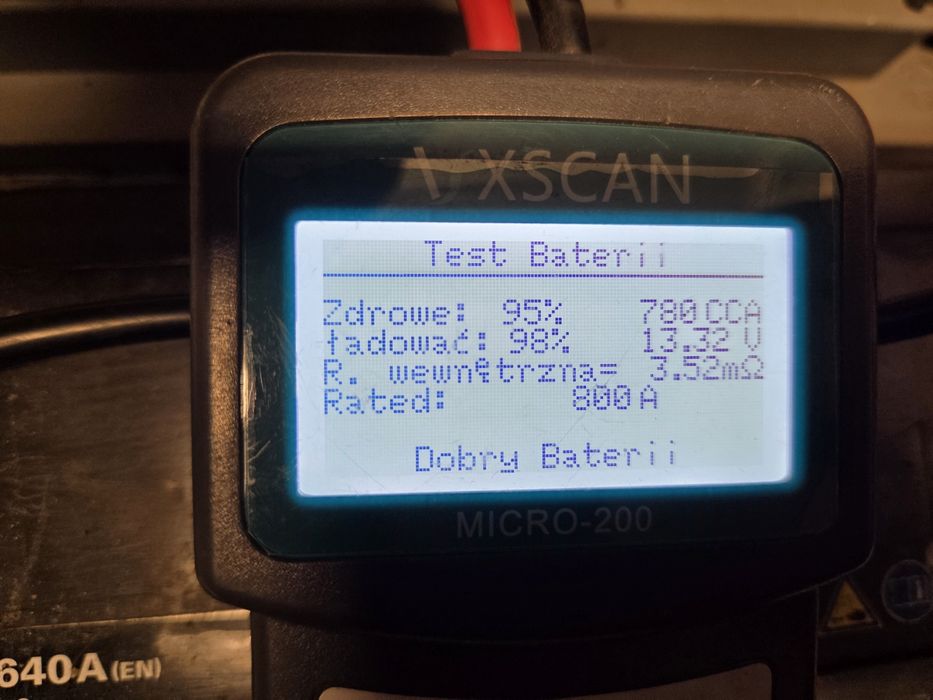 VXSCAN
Test Baterii
Zdrowe: 95% 780 CCA
ładować: 98% 13.32 V
R. wewnętrzna= 3.52mΩ
Rated: 800 A
Dobry Baterii
MICRO-200
640A (EN)